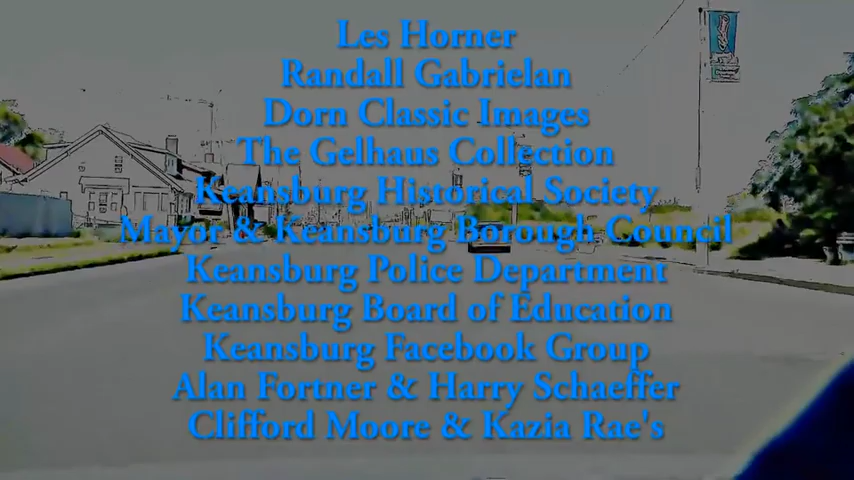 Les Horner
Randall Gabrielan
Dorn Classic Images
The Gelhaus Collection
Keansburg Historical Society
Mayor & Keansburg Borough Council
Keansburg Police Department
Keansburg Board of Education
Keansburg Facebook Group
Alan Fortner & Harry Schaeffer
Clifford Moore & Kazia Rae's